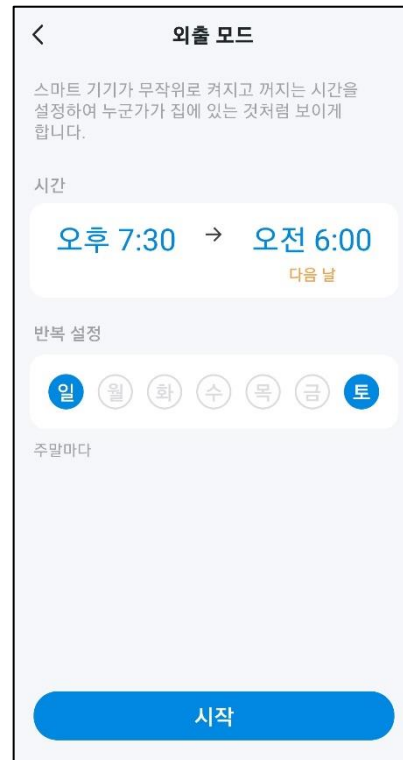 외출 모드
스마트 기기가 무작위로 켜지고 꺼지는 시간을
설정하여 누군가가 집에 있는 것처럼 보이게
합니다.
시간
오후 7:30 → 오전 6:00
다음 날
반복 설정
일 월 화 수 목 금 토
주말마다
시작